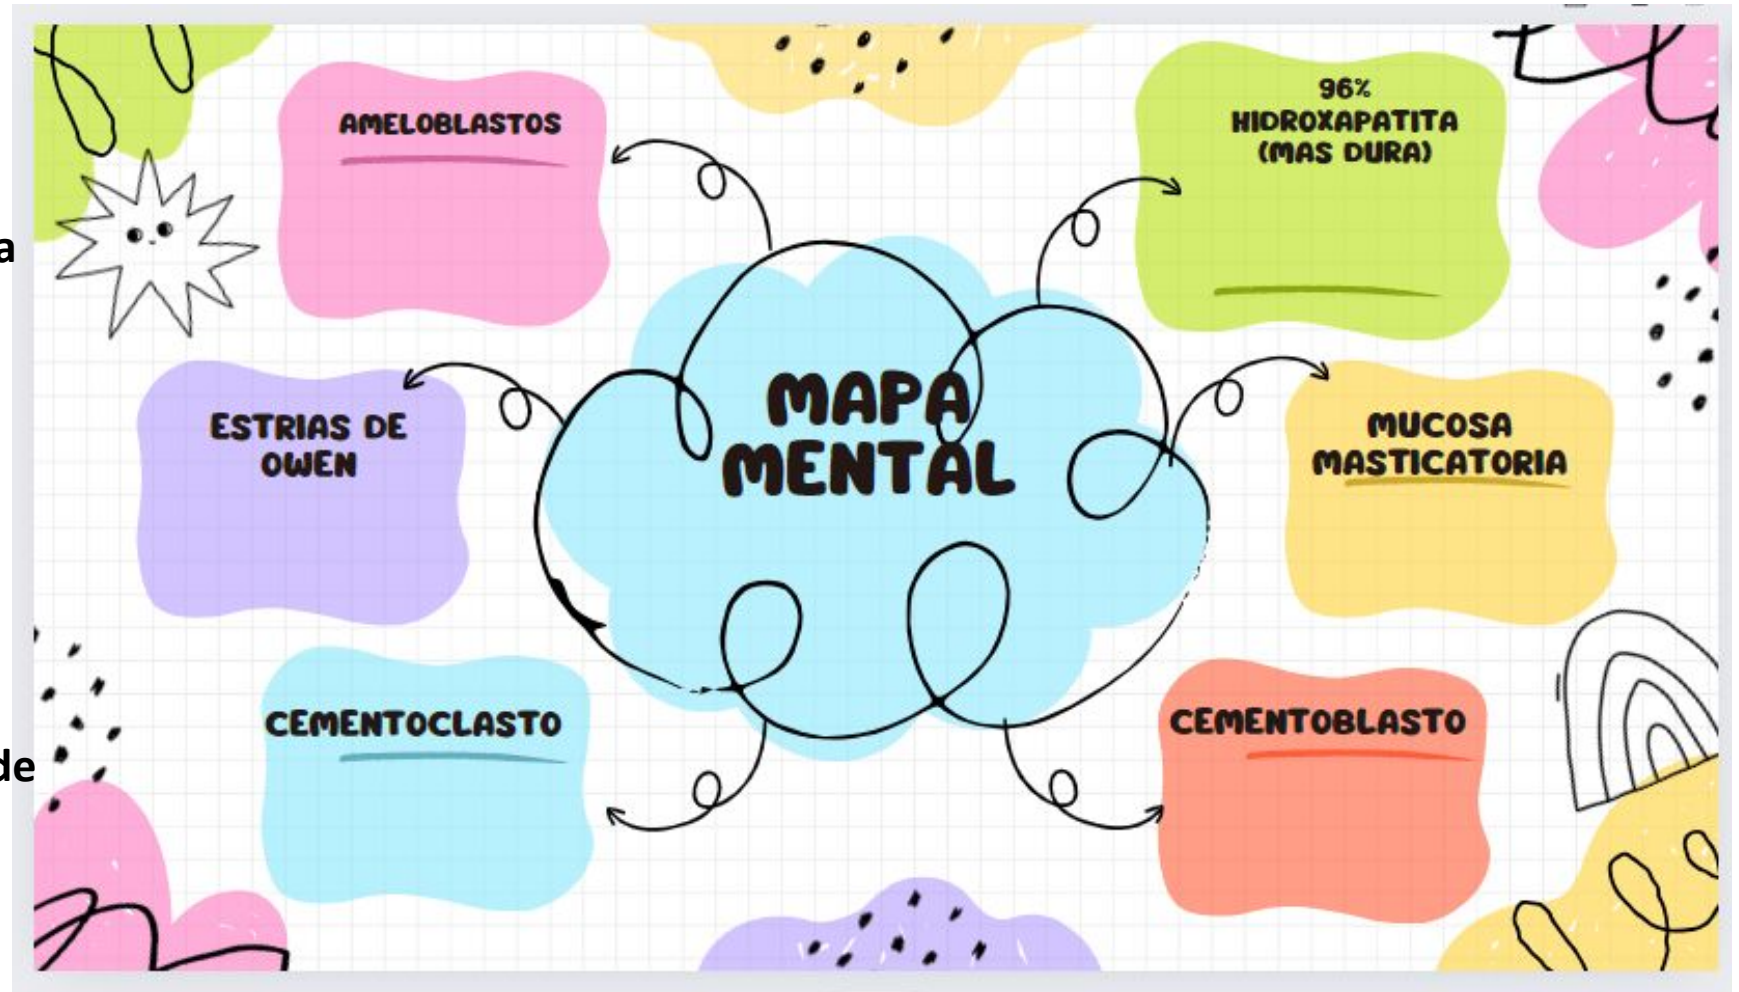 AMELOBLASTOS
96%
HIDROXAPATITA
(MAS DURA)
a
MAPA
MENTAL
ESTRIAS DE
OWEN
MUCOSA
MASTICATORIA
CEMENTOCLASTO
CEMENTOBLASTO
de